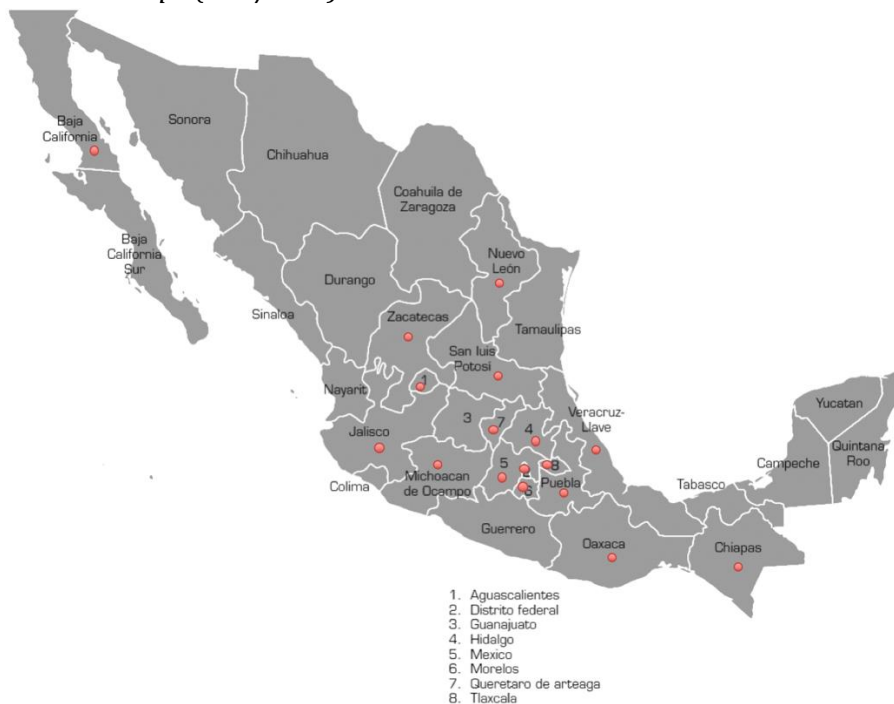 Baja
California
Sonora
Chihuahua
Coahuila de
Zaragoza
Baja
California
Sur
Nuevo
León
Durango
Sinaloa
Zacatecas
Tamaulipas
San luis
Potosí
1
Nayarit
3
7
4
Veracruz-
Llave
Yucatan
Jalisco
Quintana
Roo
Campeche
5
8
Michoacan
de Ocampo
Puebla
6
Colima
Tabasco
Guerrero
Oaxaca
Chiapas
1. Aguascalientes
2. Distrito federal
3. Guanajuato
4. Hidalgo
5. Mexico
6. Morelos
7. Queretaro de arteaga
8. Tlaxcala